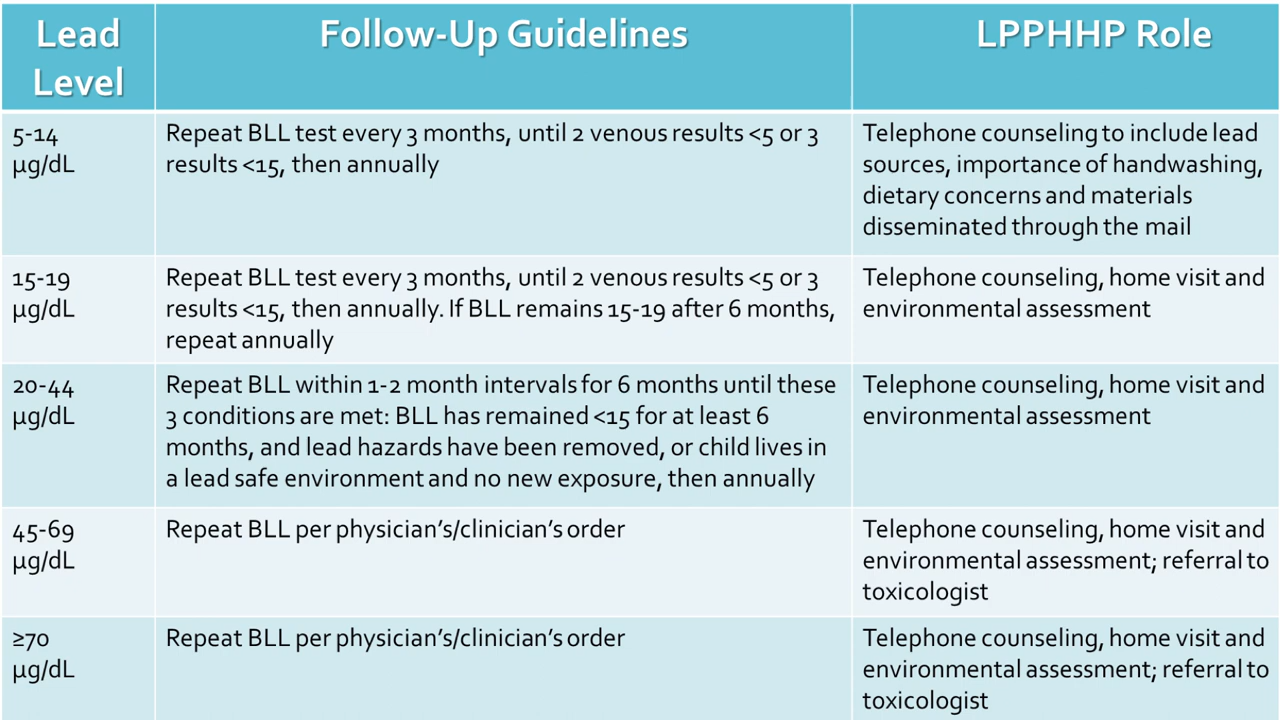 Lead
Level
Follow-Up Guidelines
LPPHHP Role
5-14
µg/dL
Repeat BLL test every 3 months, until 2 venous results <5 or 3
results <15, then annually
Telephone counseling to include lead
sources, importance of handwashing,
dietary concerns and materials
disseminated through the mail
15-19
µg/dL
Repeat BLL test every 3 months, until 2 venous results <5 or 3
results <15, then annually. If BLL remains 15-19 after 6 months,
repeat annually
Telephone counseling, home visit and
environmental assessment
20-44
µg/dL
Repeat BLL within 1-2 month intervals for 6 months until these
3 conditions are met: BLL has remained <15 for at least 6
months, and lead hazards have been removed, or child lives in
a lead safe environment and no new exposure, then annually
Telephone counseling, home visit and
environmental assessment
45-69
µg/dL
Repeat BLL per physician’s/clinician’s order
Telephone counseling, home visit and
environmental assessment; referral to
toxicologist
≥70
µg/dL
Repeat BLL per physician’s/clinician’s order
Telephone counseling, home visit and
environmental assessment; referral to
toxicologist